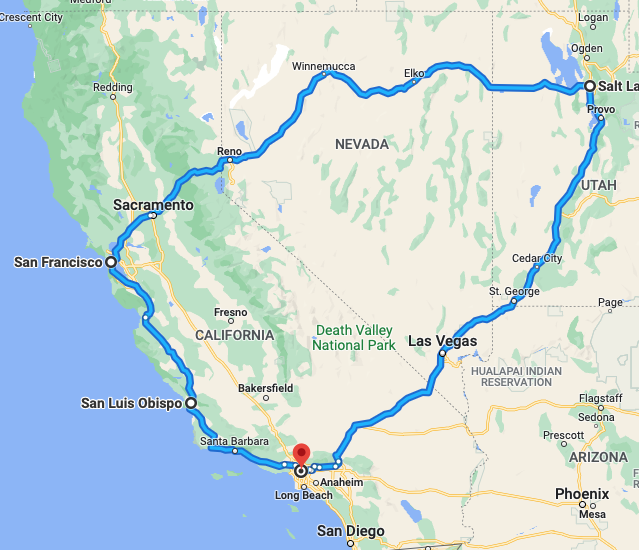 Medford
Crescent City
Logan
Ogden
Winnemucca
Elko
Salt La
Redding
Provo
Reno
NEVADA
UTAH
Sacramento
San Francisco
Cedar City
St. George
Page
Fresno
CALIFORNIA
Death Valley
National Park
Las Vegas
HUALAPAI INDIAN
RESERVATION
Bakersfield
San Luis Obispo
Flagstaff
Sedona
Santa Barbara
Prescott
ARIZONA
Anaheim
Long Beach
Phoenix
Mesa
San Diego